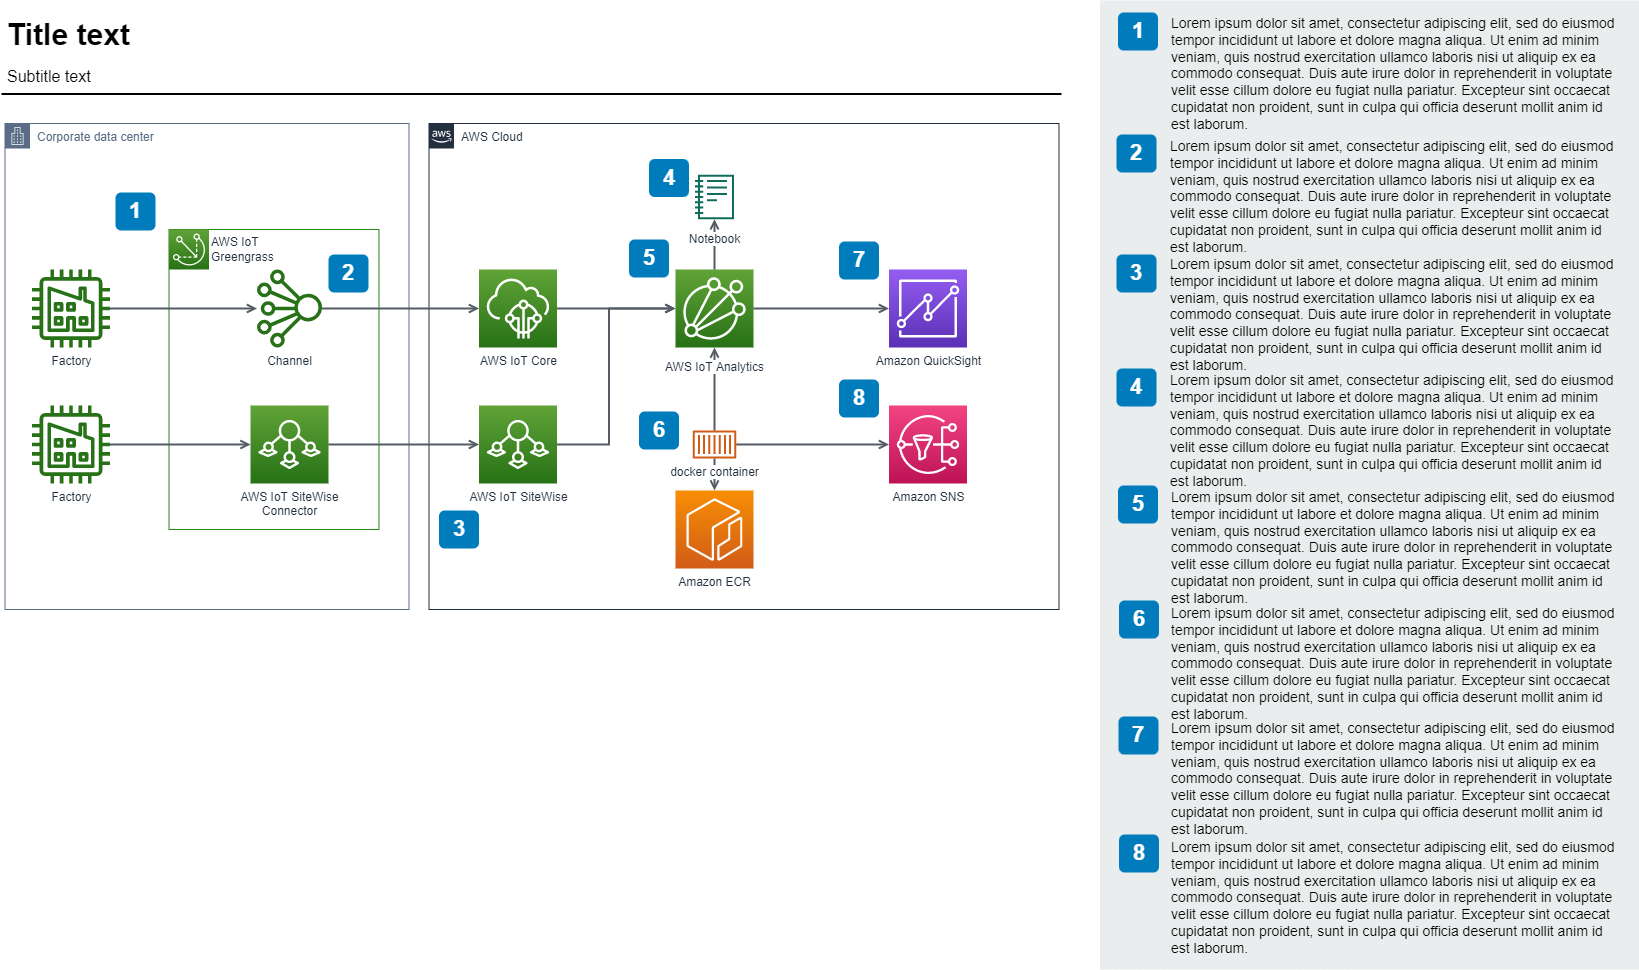 Title text
Subtitle text
Corporate data center
1
AWS IoT
Greengrass
2
Factory
Channel
Factory
AWS IoT SiteWise
Connector
aws
AWS Cloud
4
Notebook
5
7
AWS IoT Core
AWS IoT Analytics
Amazon QuickSight
8
6
docker container
AWS IoT SiteWise
Amazon SNS
3
Amazon ECR
1
Lorem ipsum dolor sit amet, consectetur adipiscing elit, sed do eiusmod
tempor incididunt ut labore et dolore magna aliqua. Ut enim ad minim
veniam, quis nostrud exercitation ullamco laboris nisi ut aliquip ex ea
commodo consequat. Duis aute irure dolor in reprehenderit in voluptate
velit esse cillum dolore eu fugiat nulla pariatur. Excepteur sint occaecat
cupidatat non proident, sunt in culpa qui officia deserunt mollit anim id
est laborum.
2
Lorem ipsum dolor sit amet, consectetur adipiscing elit, sed do eiusmod
tempor incididunt ut labore et dolore magna aliqua. Ut enim ad minim
veniam, quis nostrud exercitation ullamco laboris nisi ut aliquip ex ea
commodo consequat. Duis aute irure dolor in reprehenderit in voluptate
velit esse cillum dolore eu fugiat nulla pariatur. Excepteur sint occaecat
cupidatat non proident, sunt in culpa qui officia deserunt mollit anim id
est laborum.
3
Lorem ipsum dolor sit amet, consectetur adipiscing elit, sed do eiusmod
tempor incididunt ut labore et dolore magna aliqua. Ut enim ad minim
veniam, quis nostrud exercitation ullamco laboris nisi ut aliquip ex ea
commodo consequat. Duis aute irure dolor in reprehenderit in voluptate
velit esse cillum dolore eu fugiat nulla pariatur. Excepteur sint occaecat
cupidatat non proident, sunt in culpa qui officia deserunt mollit anim id
est laborum.
4
Lorem ipsum dolor sit amet, consectetur adipiscing elit, sed do eiusmod
tempor incididunt ut labore et dolore magna aliqua. Ut enim ad minim
veniam, quis nostrud exercitation ullamco laboris nisi ut aliquip ex ea
commodo consequat. Duis aute irure dolor in reprehenderit in voluptate
velit esse cillum dolore eu fugiat nulla pariatur. Excepteur sint occaecat
cupidatat non proident, sunt in culpa qui officia deserunt mollit anim id
est laborum.
5
Lorem ipsum dolor sit amet, consectetur adipiscing elit, sed do eiusmod
tempor incididunt ut labore et dolore magna aliqua. Ut enim ad minim
veniam, quis nostrud exercitation ullamco laboris nisi ut aliquip ex ea
commodo consequat. Duis aute irure dolor in reprehenderit in voluptate
velit esse cillum dolore eu fugiat nulla pariatur. Excepteur sint occaecat
cupidatat non proident, sunt in culpa qui officia deserunt mollit anim id
est laborum.
6
Lorem ipsum dolor sit amet, consectetur adipiscing elit, sed do eiusmod
tempor incididunt ut labore et dolore magna aliqua. Ut enim ad minim
veniam, quis nostrud exercitation ullamco laboris nisi ut aliquip ex ea
commodo consequat. Duis aute irure dolor in reprehenderit in voluptate
velit esse cillum dolore eu fugiat nulla pariatur. Excepteur sint occaecat
cupidatat non proident, sunt in culpa qui officia deserunt mollit anim id
est laborum.
7
Lorem ipsum dolor sit amet, consectetur adipiscing elit, sed do eiusmod
tempor incididunt ut labore et dolore magna aliqua. Ut enim ad minim
veniam, quis nostrud exercitation ullamco laboris nisi ut aliquip ex ea
commodo consequat. Duis aute irure dolor in reprehenderit in voluptate
velit esse cillum dolore eu fugiat nulla pariatur. Excepteur sint occaecat
cupidatat non proident, sunt in culpa qui officia deserunt mollit anim id
est laborum.
8
Lorem ipsum dolor sit amet, consectetur adipiscing elit, sed do eiusmod
tempor incididunt ut labore et dolore magna aliqua. Ut enim ad minim
veniam, quis nostrud exercitation ullamco laboris nisi ut aliquip ex ea
commodo consequat. Duis aute irure dolor in reprehenderit in voluptate
velit esse cillum dolore eu fugiat nulla pariatur. Excepteur sint occaecat
cupidatat non proident, sunt in culpa qui officia deserunt mollit anim id
est laborum.